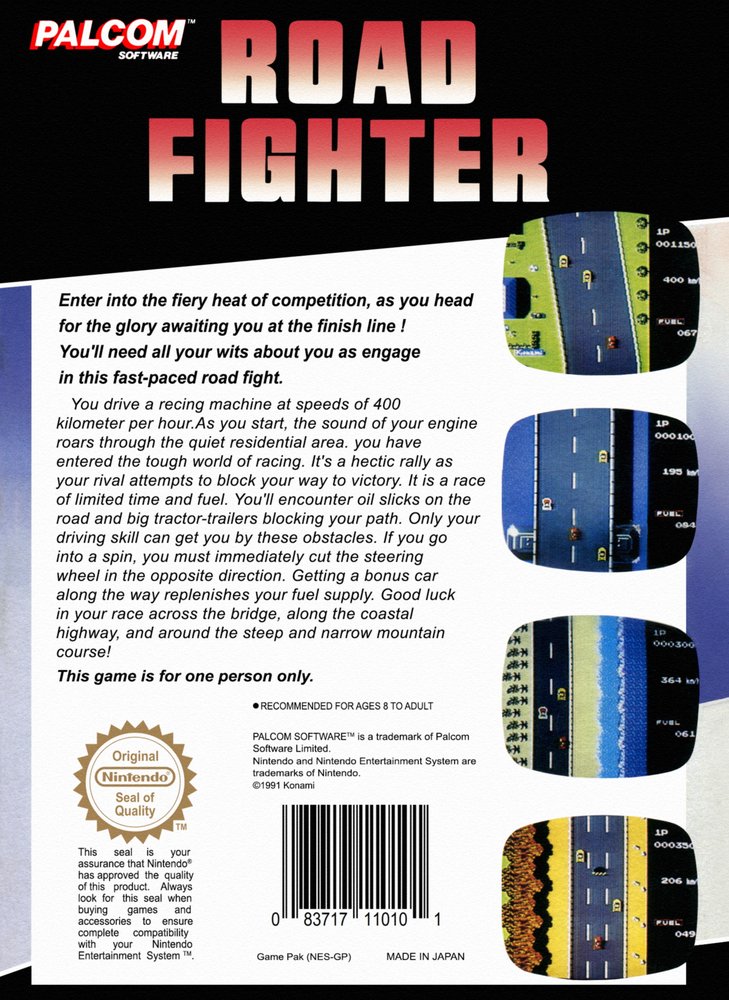 PALCOM™
SOFTWARE
ROAD
FIGHTER
Enter into the fiery heat of competition, as you head
for the glory awaiting you at the finish line !
You'll need all your wits about you as engage
in this fast-paced road fight.
You drive a recing machine at speeds of 400
kilometer per hour.As you start, the sound of your engine
roars through the quiet residential area. you have
entered the tough world of racing. It's a hectic rally as
your rival attempts to block your way to victory. It is a race
of limited time and fuel. You'll encounter oil slicks on the
road and big tractor-trailers blocking your path. Only your
driving skill can get you by these obstacles. If you go
into a spin, you must immediately cut the steering
wheel in the opposite direction. Getting a bonus car
along the way replenishes your fuel supply. Good luck
in your race across the bridge, along the coastal
highway, and around the steep and narrow mountain
course!
This game is for one person only.
1P
001150
400 km
FUEL
067
Konami
1P
000100
195 km
FUEL
084
1P
000300
364 km/
FUEL
061
1P
000350
206 km/
FUEL
049
●RECOMMENDED FOR AGES 8 TO ADULT
PALCOM SOFTWARE™ is a trademark of Palcom
Software Limited.
Nintendo and Nintendo Entertainment System are
trademarks of Nintendo.
©1991 Konami
Original
Nintendo®
Seal of
Quality
TM
This seal is your
assurance that Nintendo®
has approved the quality
of this product. Always
look for this seal when
buying games and
accessories to ensure
complete compatibility
with your Nintendo
Entertainment System ™.
0 83717 11010 1
Game Pak (NES-GP) MADE IN JAPAN